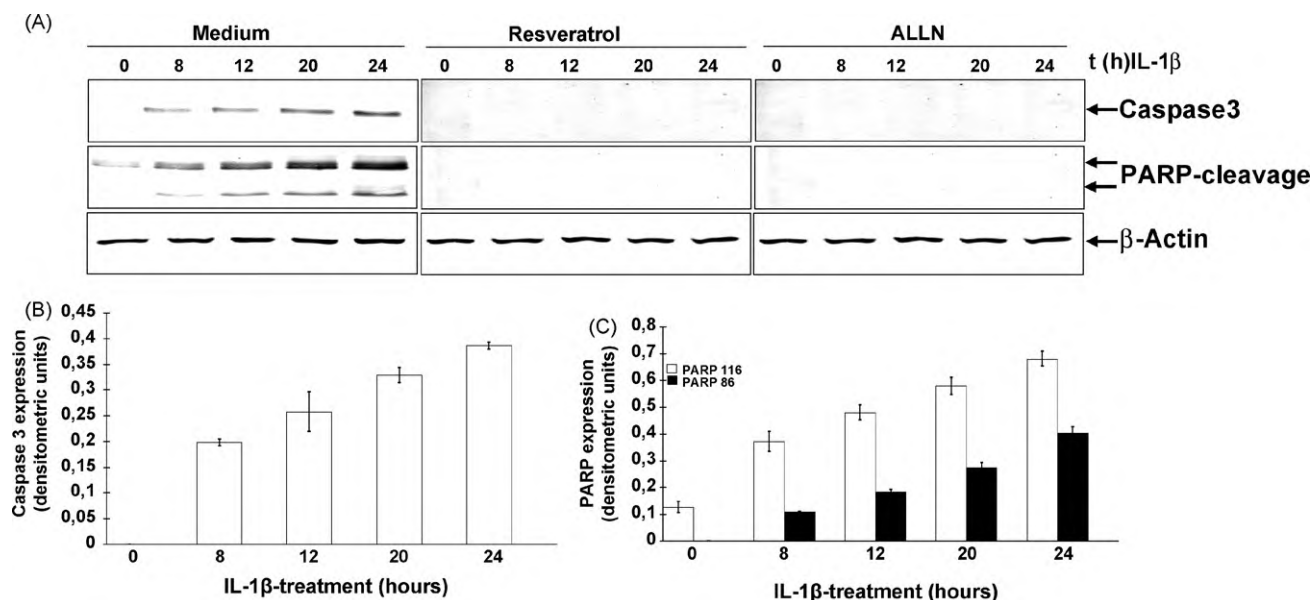 (A)
Medium Resveratrol ALLN
0 8 12 20 24 0 8 12 20 24 0 8 12 20 24 t (h)IL-1β
Caspase3
PARP-cleavage
β-Actin
(B)
Caspase 3 expression
(densitometric units)
0,45
0,4
0,35
0,3
0,25
0,2
0,15
0,1
0,05
0
0 8 12 20 24
IL-1β-treatment (hours)
(C)
PARP expression
(densitometric units)
0,8
0,7
0,6
0,5
0,4
0,3
0,2
0,1
0
PARP 116
PARP 86
0 8 12 20 24
IL-1β-treatment (hours)